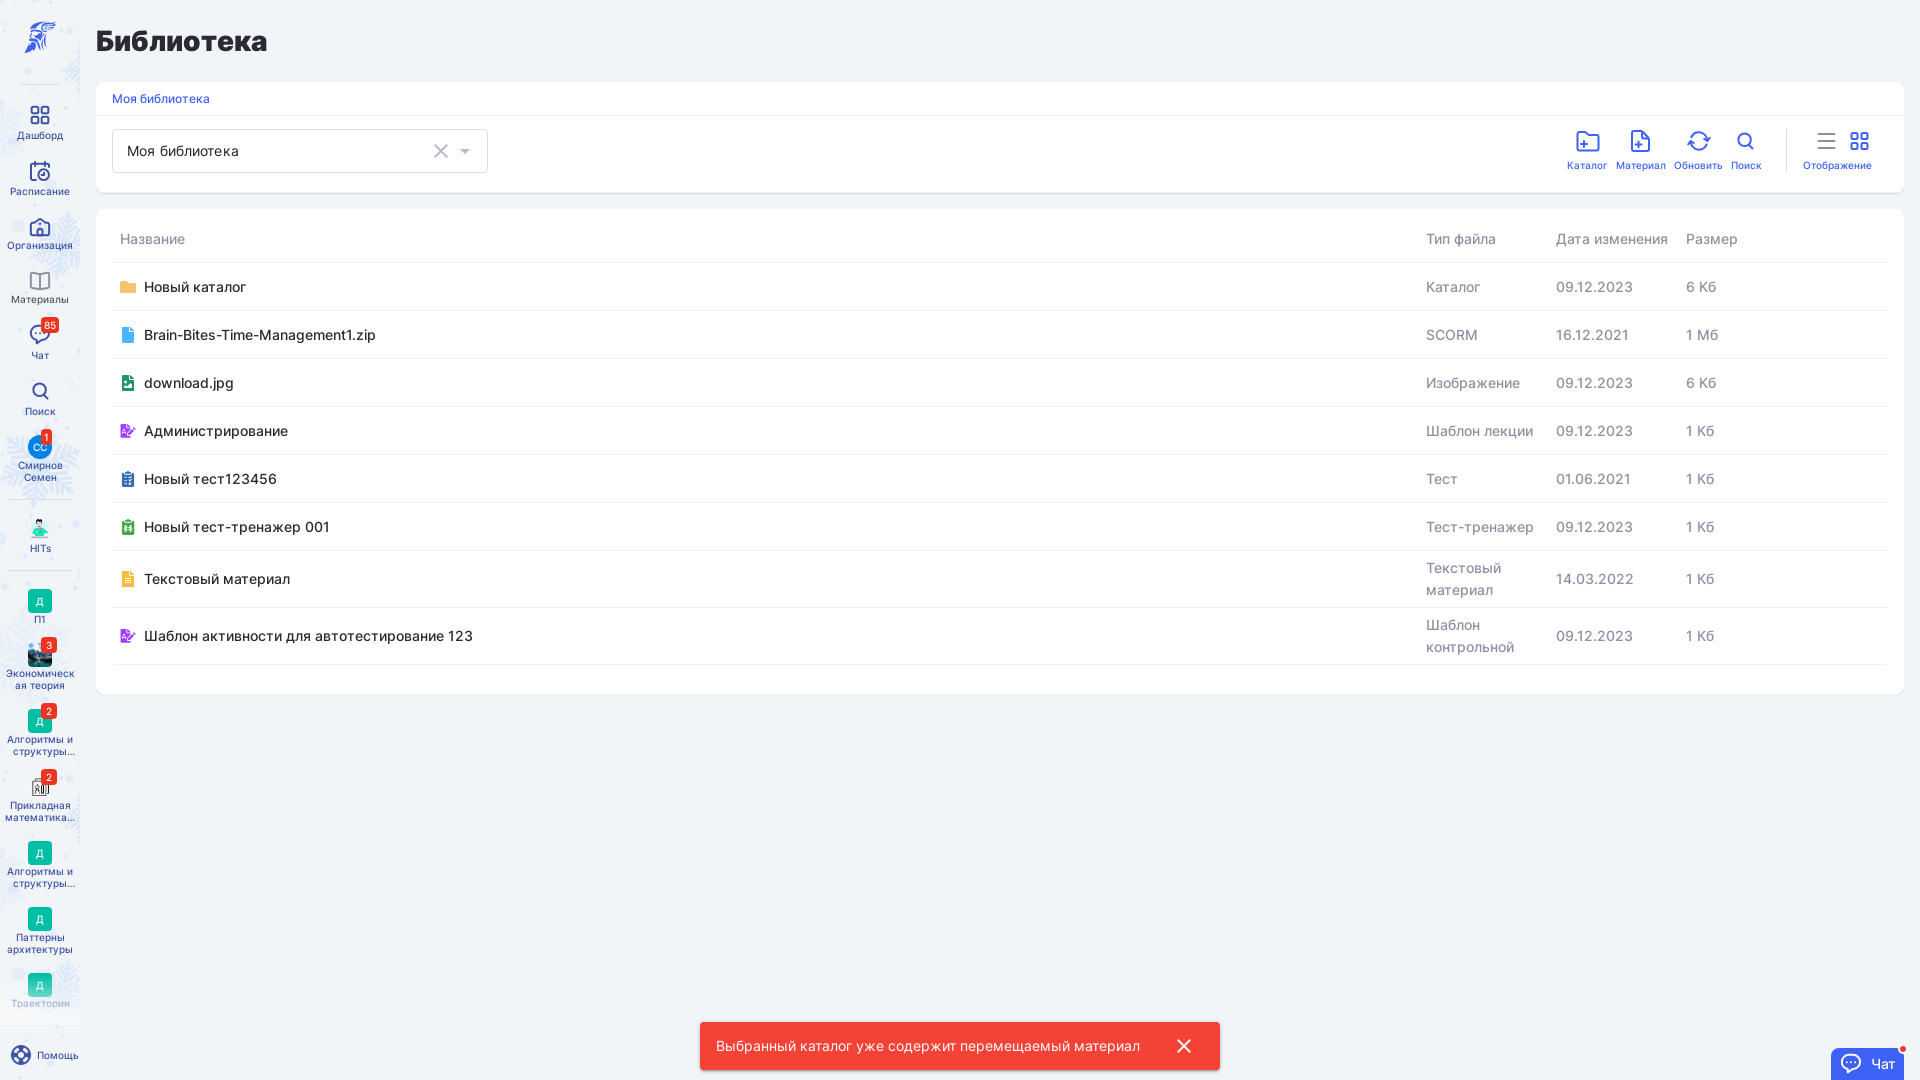 Библиотека
Моя библиотека
Моя библиотека
Каталог
Материал
Обновить
Поиск
Отображение
Название Тип файла Дата изменения Размер
Новый каталог Каталог 09.12.2023 6 Кб
Brain-Bites-Time-Management1.zip SCORM 16.12.2021 1 Мб
download.jpg Изображение 09.12.2023 6 Кб
Администрирование Шаблон лекции 09.12.2023 1 Кб
Новый тест123456 Тест 01.06.2021 1 Кб
Новый тест-тренажер 001 Тест-тренажер 09.12.2023 1 Кб
Текстовый материал Текстовый материал 14.03.2022 1 Кб
Шаблон активности для автотестирование 123 Шаблон контрольной 09.12.2023 1 Кб
Дашборд
Расписание
Организация
Материалы
85
Чат
Поиск
СС
1
Смирнов
Семен
HITs
Д
П1
3
Экономическ
ая теория
Д
2
Алгоритмы и
структуры...
2
Прикладная
математика...
Д
Алгоритмы и
структуры...
Д
Паттерны
архитектуры
Д
Траектории
Помощь
Выбранный каталог уже содержит перемещаемый материал
Чат